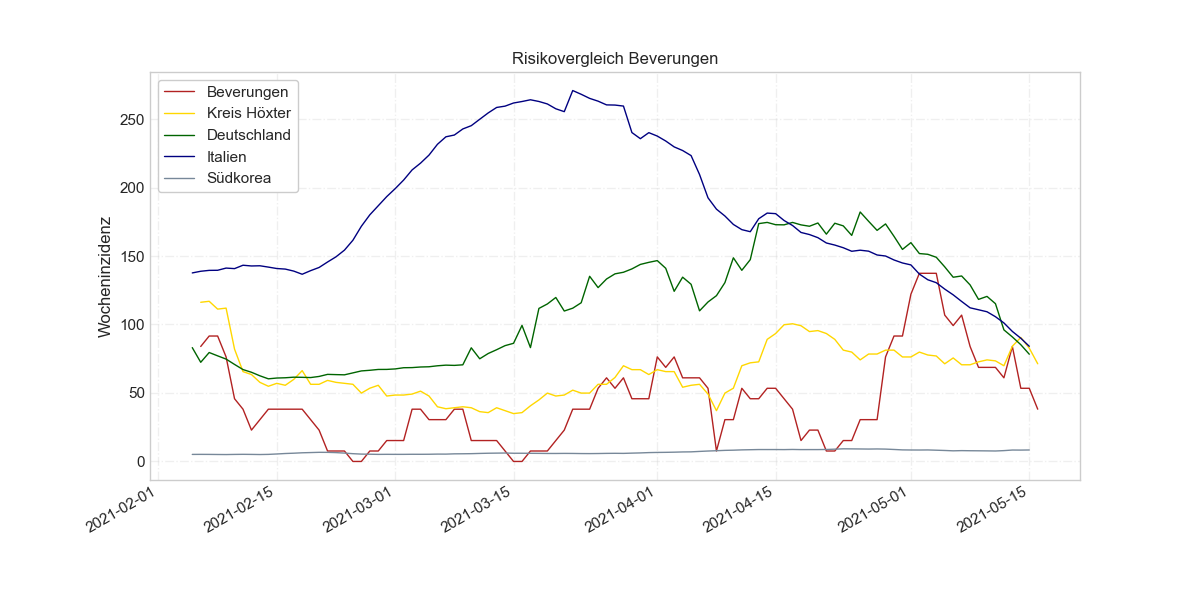 Risikovergleich Beverungen
Beverungen
Kreis Höxter
Deutschland
Italien
Südkorea
Wocheninzidenz
250
200
150
100
50
0
2021-02-01
2021-02-15
2021-03-01
2021-03-15
2021-04-01
2021-04-15
2021-05-01
2021-05-15